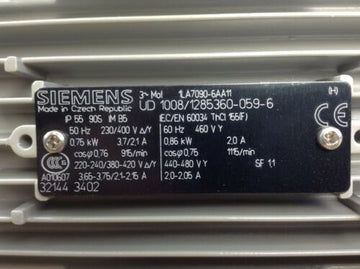 SIEMENS 3~ Mot 1LA7090-6AA11 (H)
Made in Czech Republic UD 1008/1285360-059-6
IP 55 90S IM B5 IEC/EN 60034 Th.Cl. 155(F)
50 Hz 230/400 V Δ/Y 60 Hz 460 V Y
0.75 kW 3.7/2.1 A 0.86 kW 2.0 A
cosφ 0.76 915/min cosφ 0.75 1115/min
220-240/380-420 V Δ/Y 440-480 V Y SF 1.1
A010607 3.65-3.75/2.1-2.15 A 2.0-2.05 A
32144 3402